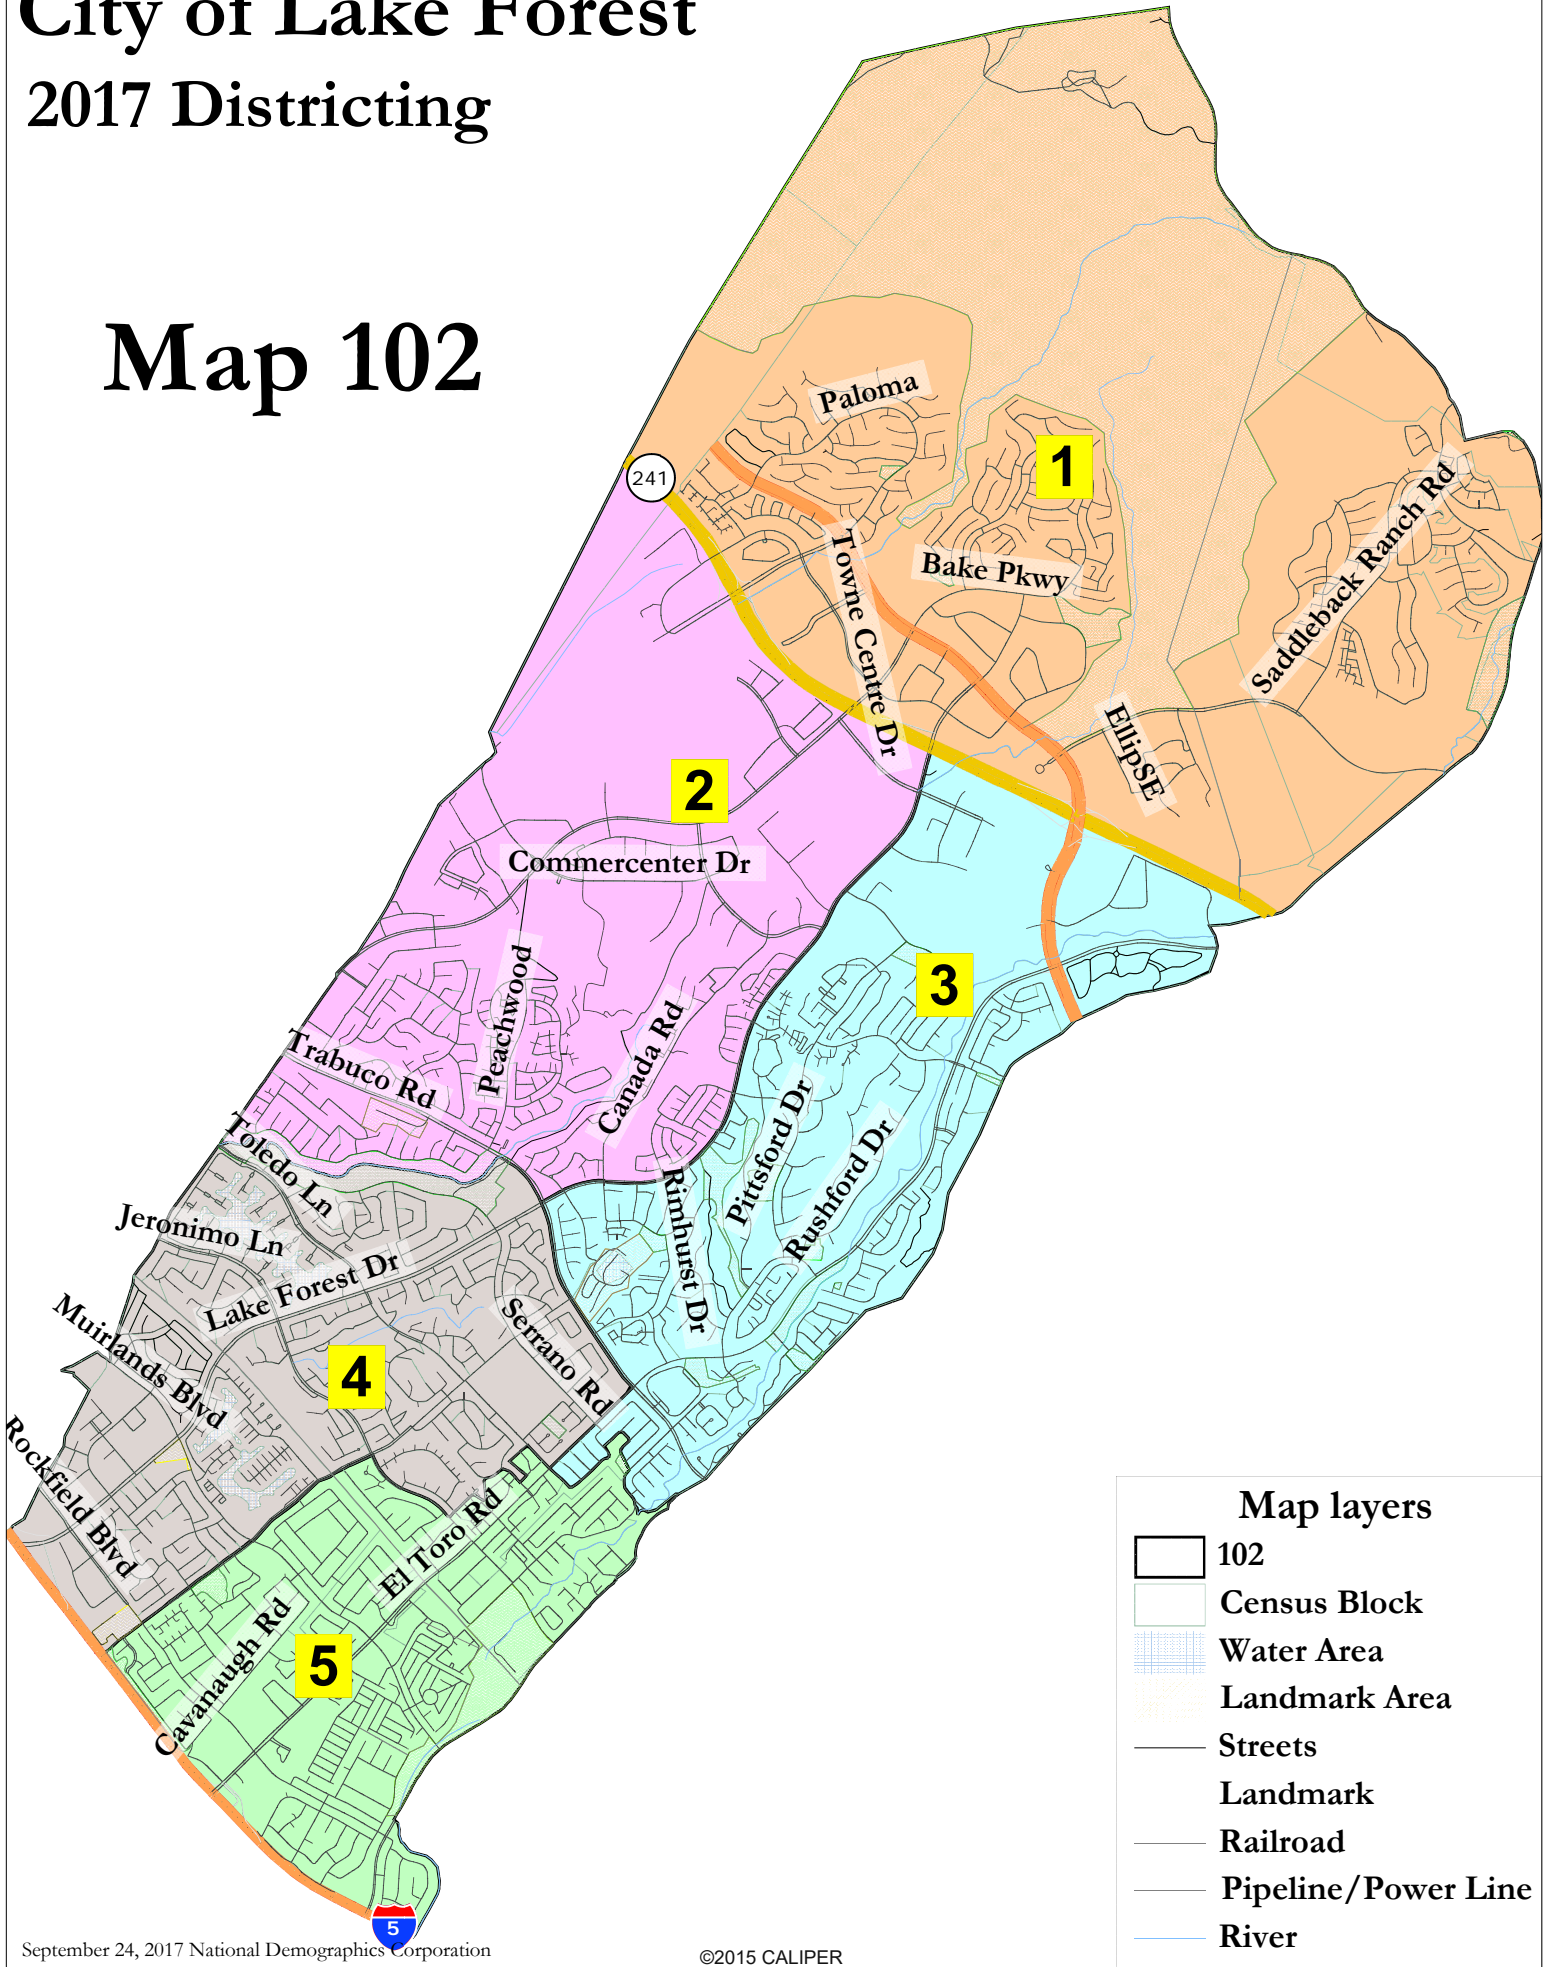 City of Lake Forest
2017 Districting
Map 102
Paloma
1
241
Towne Centre Dr
Bake Pkwy
Saddleback Ranch Rd
EllipSE
2
Commercenter Dr
3
Peachwood
Canada Rd
Trabuco Rd
Toledo Ln
Pittsford Dr
Rushford Dr
Rimhurst Dr
Jeronimo Ln
Lake Forest Dr
Serrano Rd
Muirlands Blvd
4
Rockfield Blvd
El Toro Rd
Cavanaugh Rd
5
5
Map layers
102
Census Block
Water Area
Landmark Area
Streets
Landmark
Railroad
Pipeline/Power Line
River
September 24, 2017 National Demographics Corporation
©2015 CALIPER